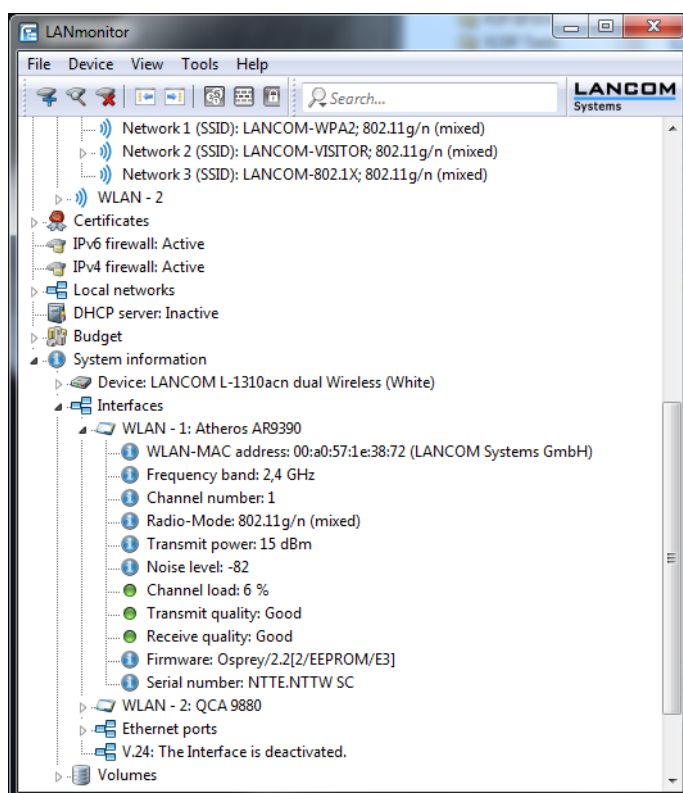 LANmonitor
File Device View Tools Help
Search...
LANCOM
Systems
Network 1 (SSID): LANCOM-WPA2; 802.11g/n (mixed)
Network 2 (SSID): LANCOM-VISITOR; 802.11g/n (mixed)
Network 3 (SSID): LANCOM-802.1X; 802.11g/n (mixed)
WLAN - 2
Certificates
IPv6 firewall: Active
IPv4 firewall: Active
Local networks
DHCP server: Inactive
Budget
System information
Device: LANCOM L-1310acn dual Wireless (White)
Interfaces
WLAN - 1: Atheros AR9390
WLAN-MAC address: 00:a0:57:1e:38:72 (LANCOM Systems GmbH)
Frequency band: 2,4 GHz
Channel number: 1
Radio-Mode: 802.11g/n (mixed)
Transmit power: 15 dBm
Noise level: -82
Channel load: 6 %
Transmit quality: Good
Receive quality: Good
Firmware: Osprey/2.2[2/EEPROM/E3]
Serial number: NTTE.NTTW SC
WLAN - 2: QCA 9880
Ethernet ports
V.24: The Interface is deactivated.
Volumes